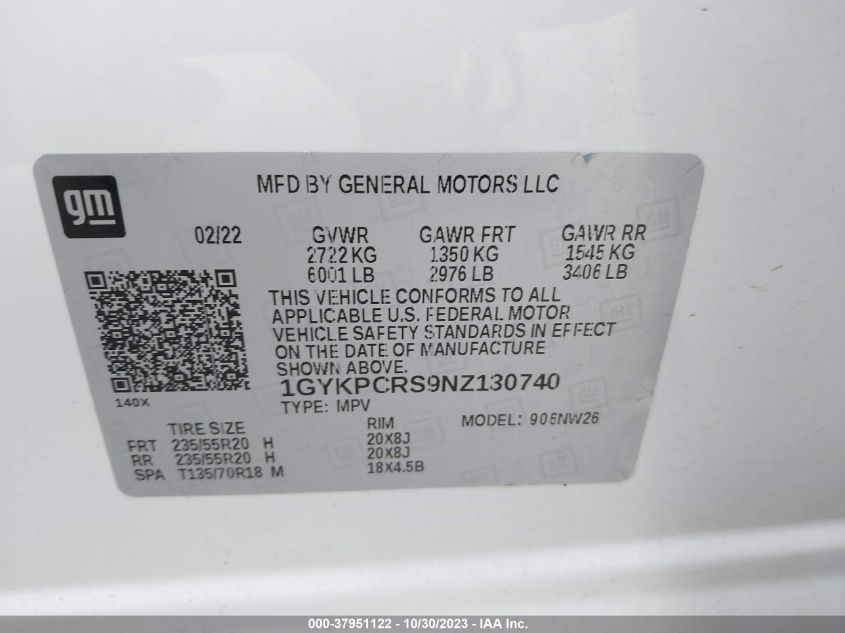 gm
MFD BY GENERAL MOTORS LLC
02/22 GVWR GAWR FRT GAWR RR
2722 KG 1350 KG 1545 KG
6001 LB 2976 LB 3406 LB
THIS VEHICLE CONFORMS TO ALL
APPLICABLE U.S. FEDERAL MOTOR
VEHICLE SAFETY STANDARDS IN EFFECT
ON THE DATE OF MANUFACTURE
SHOWN ABOVE.
1GYKPCRS9NZ130740
140X
TYPE: MPV MODEL: 906NW26
TIRE SIZE RIM
FRT 235/55R20 H 20X8J
RR 235/55R20 H 20X8J
SPA T135/70R18 M 18X4.5B
000-37951122 - 10/30/2023 - IAA Inc.